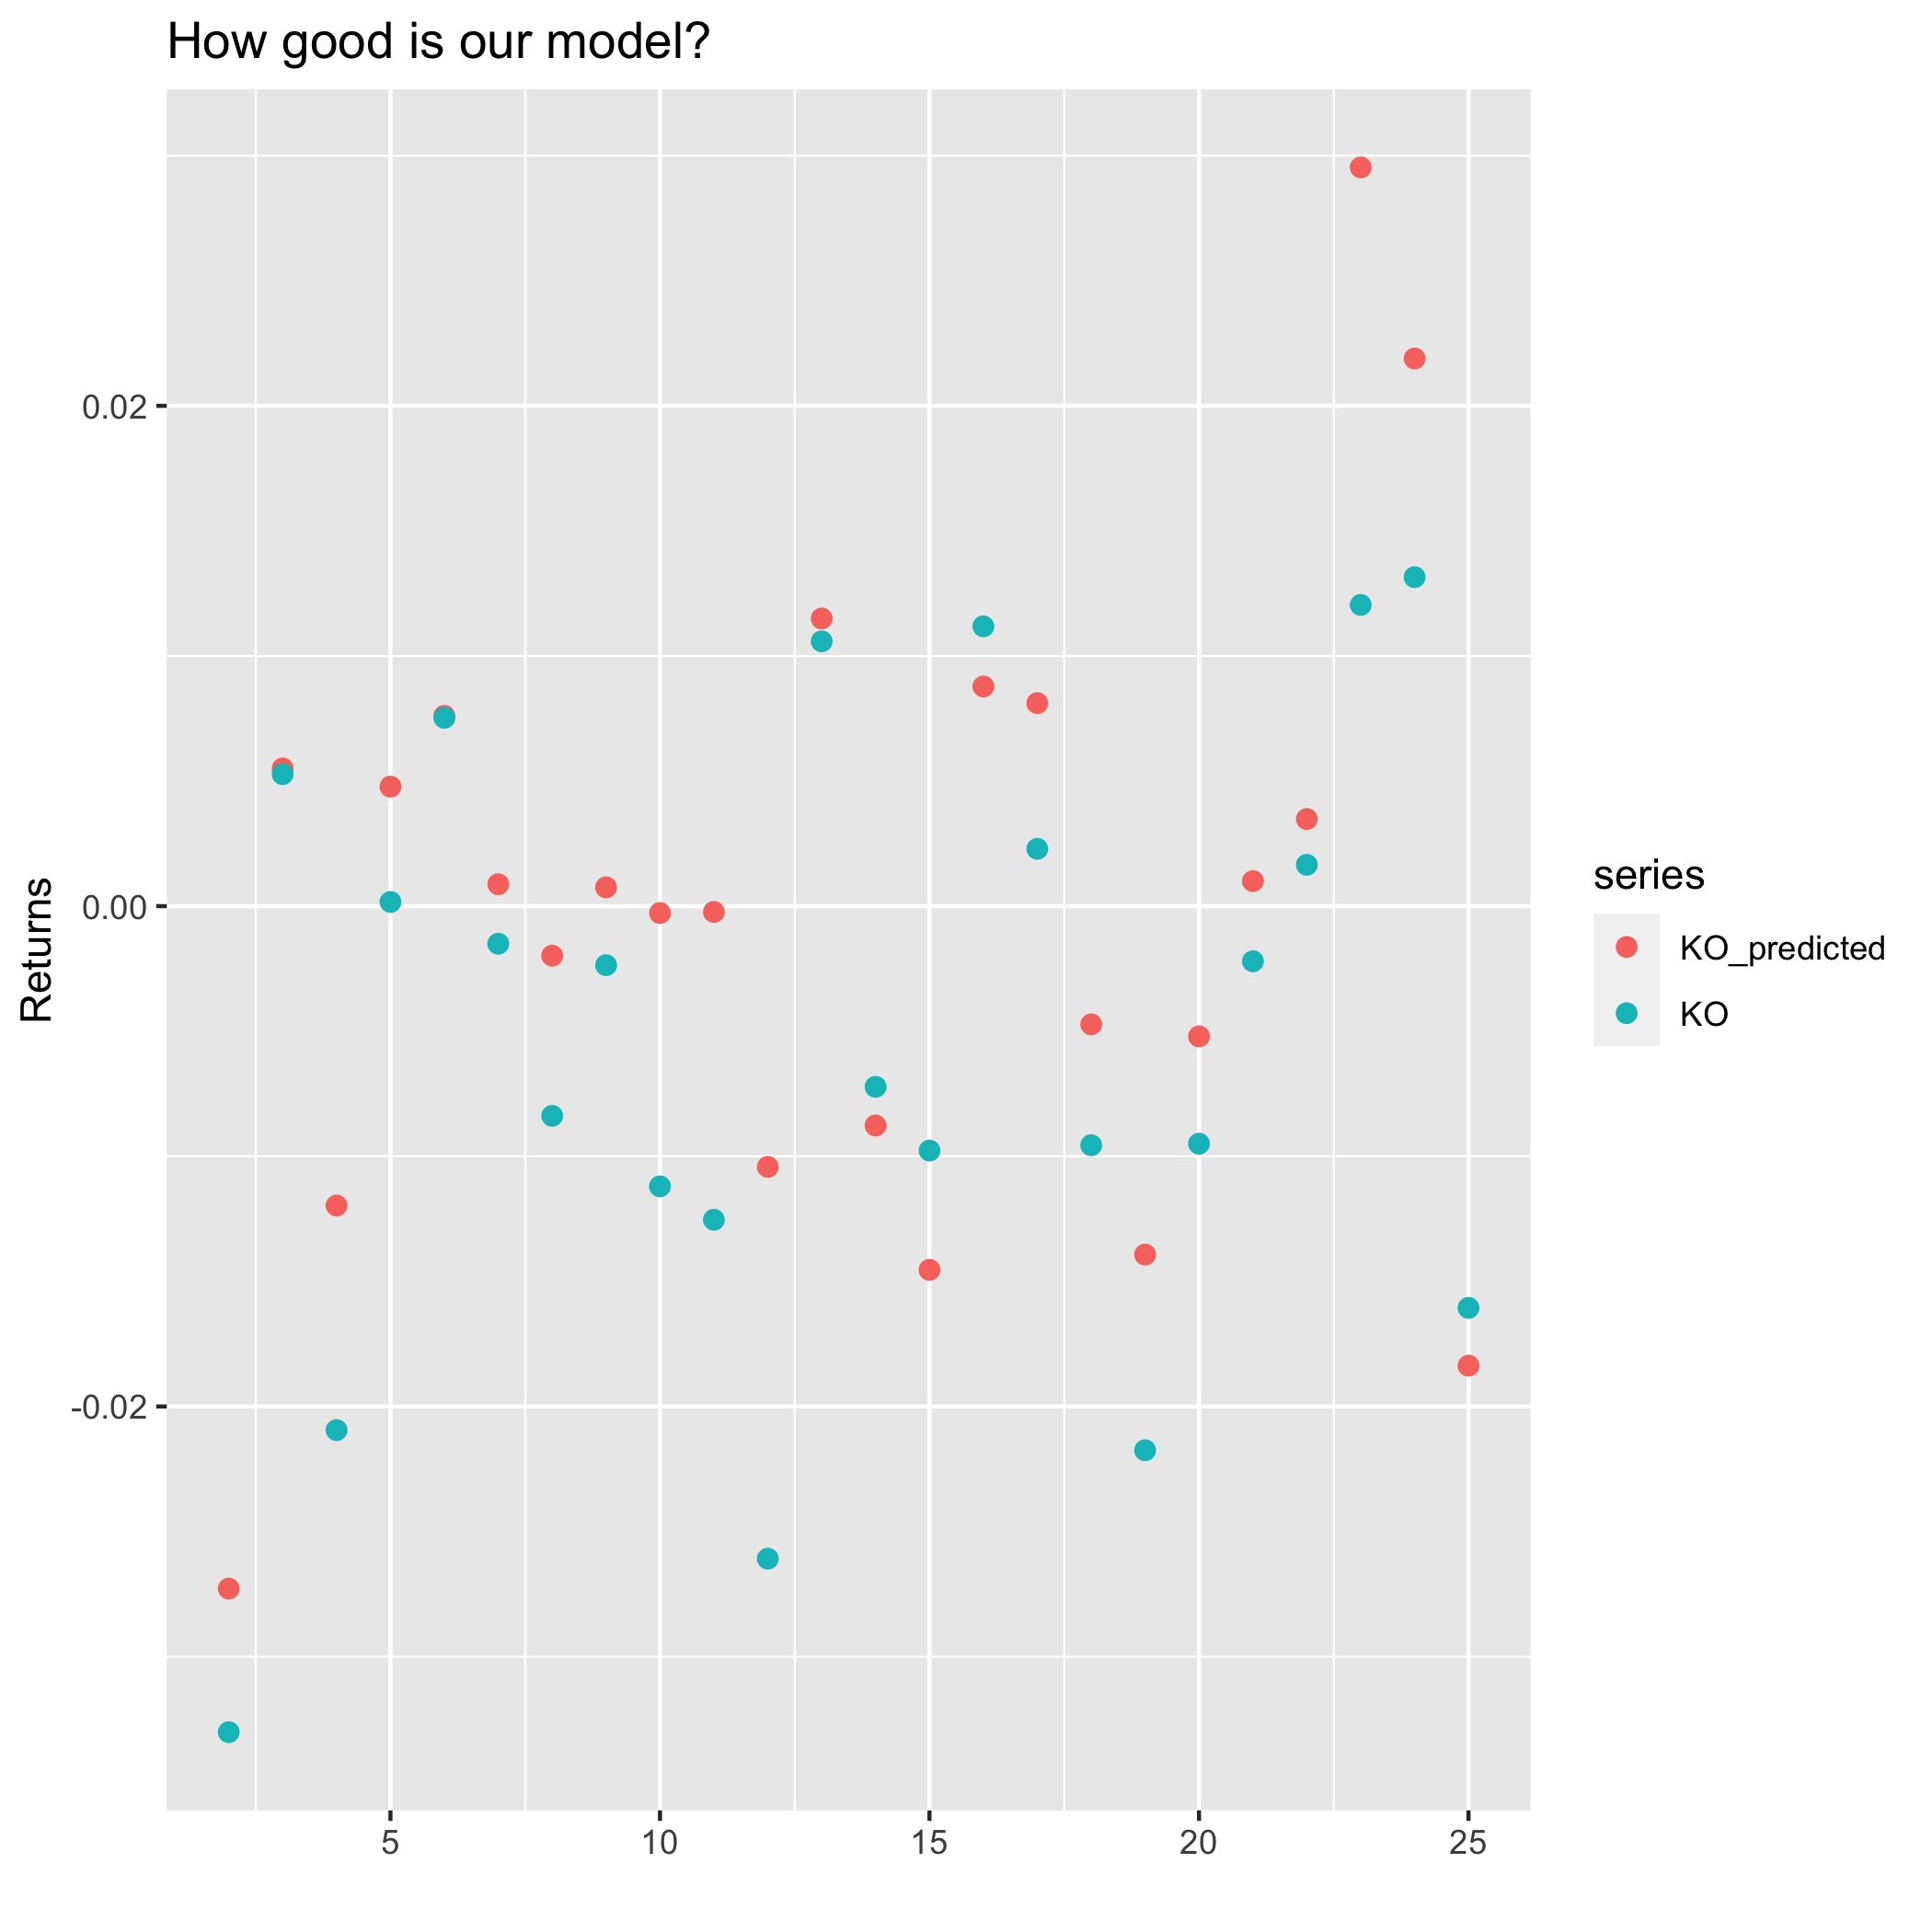 How good is our model?
Returns
0.02
0.00
-0.02
5 10 15 20 25
series
KO_predicted
KO